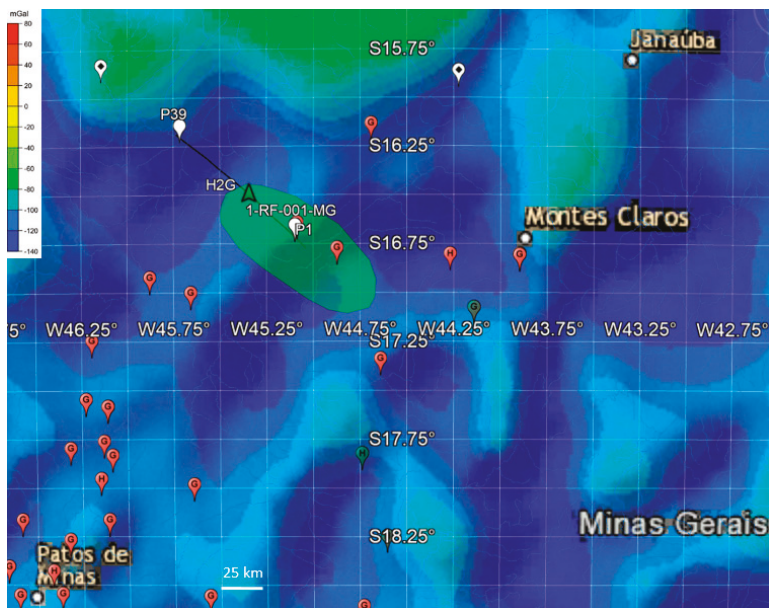 mGal
80
60
40
20
0
-20
-40
-60
-80
-100
-120
-140
S15.75°
Janaúba
P39
G
S16.25°
H2G
1-RF-001-MG
P1
Montes Claros
G
S16.75°
G
G
G
G
G
75°
W46.25°
W45.75°
W45.25°
W44.75°
W44.25°
W43.75°
W43.25°
W42.75°
S17.25°
G
G
G
G
G
G
G
S17.75°
H
H
G
G
G
G
S18.25°
Minas Gerais
Patos de
Minas
G
H
G
G
G
25 km